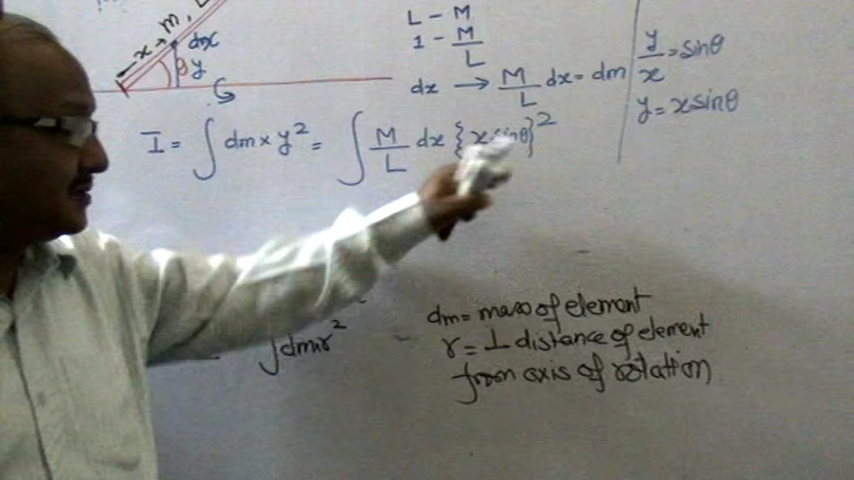 m, L
x
dx
θ
y
L – M
1 – M/L
dx → M/L dx = dm
y/x = sinθ
y = x sinθ
I = ∫ dm × y² = ∫ M/L dx {x sinθ}²
∫ dm r²
dm = mass of element
r = ⊥ distance of element
from axis of rotation